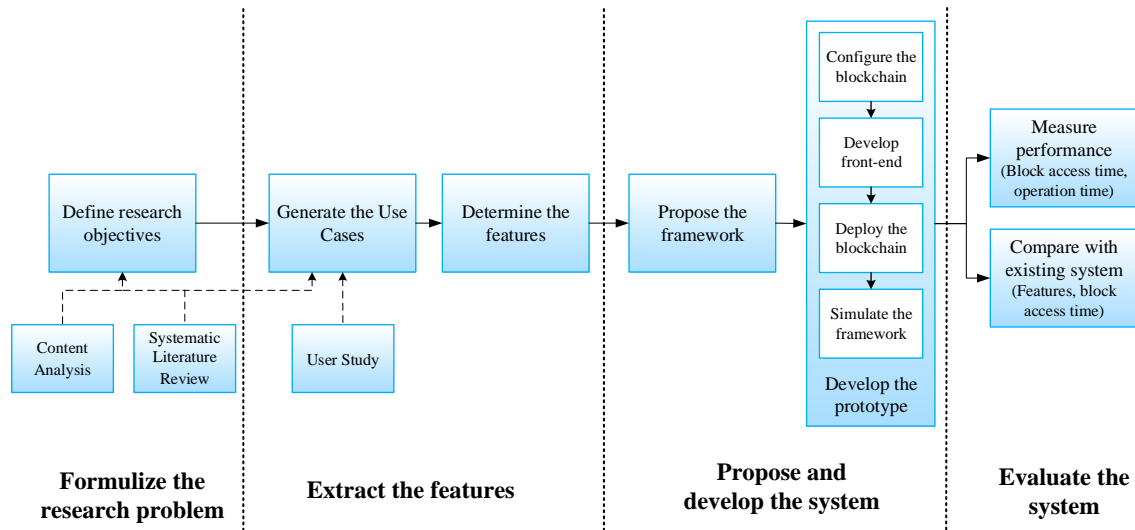 Define research
objectives
Content
Analysis
Systematic
Literature
Review
Formulize the
research problem
Generate the Use
Cases
Determine the
features
User Study
Extract the features
Propose the
framework
Configure the
blockchain
Develop
front-end
Deploy the
blockchain
Simulate the
framework
Develop the
prototype
Propose and
develop the system
Measure
performance
(Block access time,
operation time)
Compare with
existing system
(Features, block
access time)
Evaluate the
system